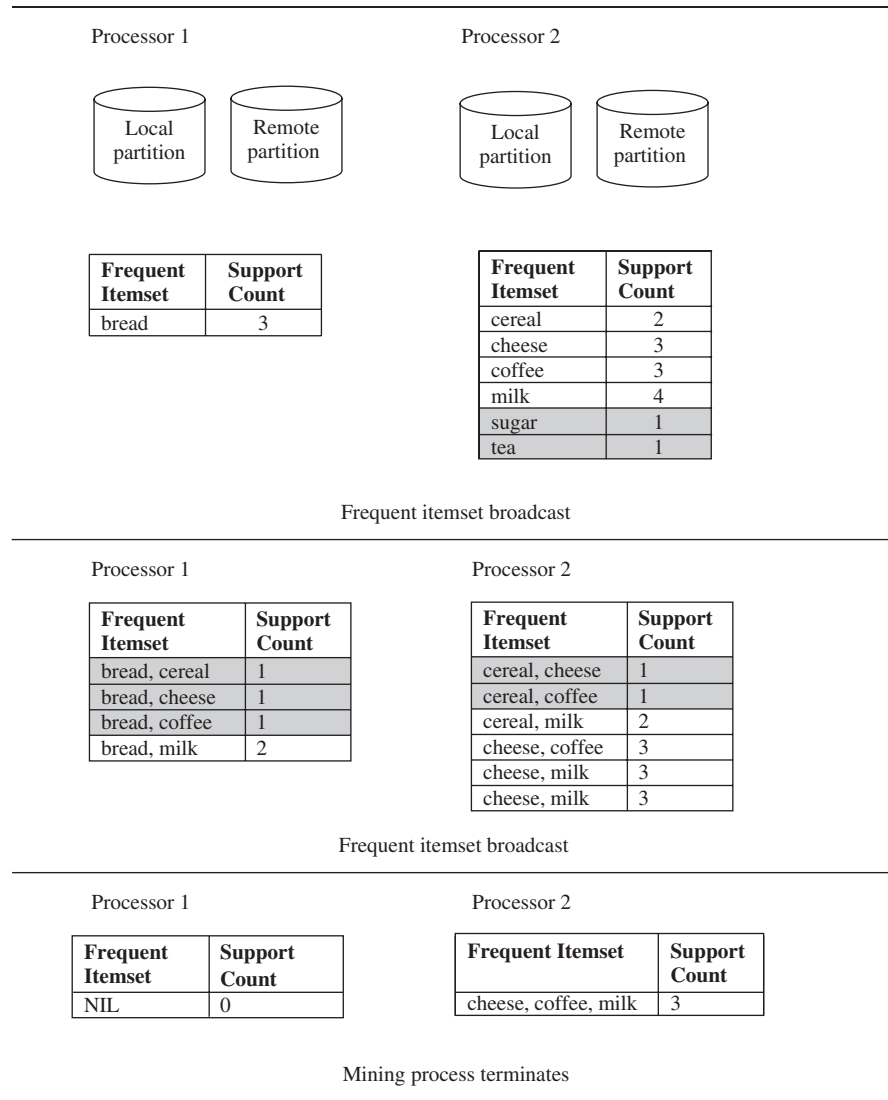 Processor 1
Processor 2
Local
partition
Remote
partition
Local
partition
Remote
partition
Frequent Itemset Support Count
bread 3
Frequent Itemset Support Count
cereal 2
cheese 3
coffee 3
milk 4
sugar 1
tea 1
Frequent itemset broadcast
Processor 1
Processor 2
Frequent Itemset Support Count
bread, cereal 1
bread, cheese 1
bread, coffee 1
bread, milk 2
Frequent Itemset Support Count
cereal, cheese 1
cereal, coffee 1
cereal, milk 2
cheese, coffee 3
cheese, milk 3
cheese, milk 3
Frequent itemset broadcast
Processor 1
Processor 2
Frequent Itemset Support Count
NIL 0
Frequent Itemset Support Count
cheese, coffee, milk 3
Mining process terminates